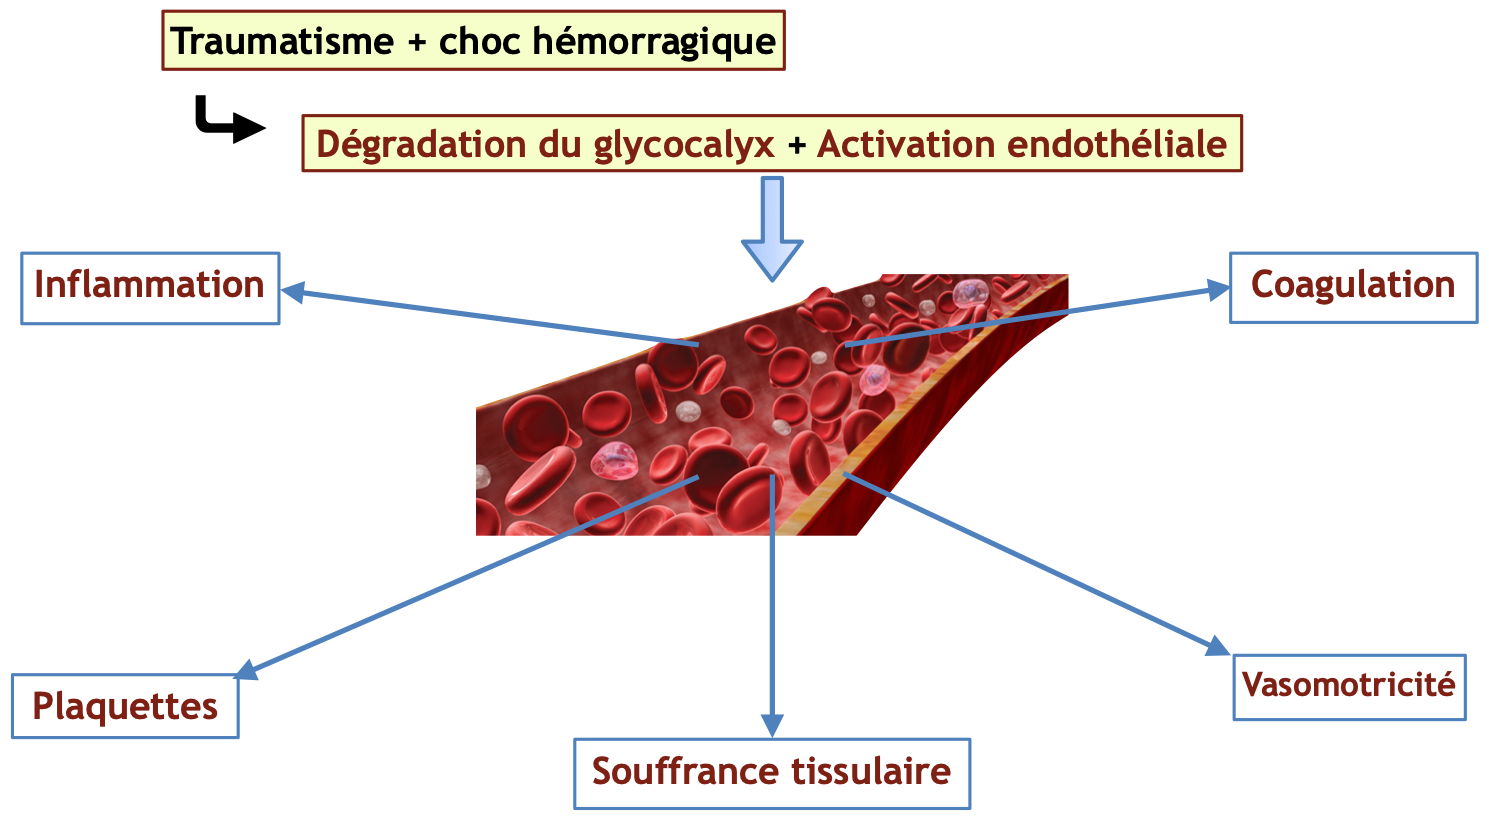 Traumatisme + choc hémorragique
Dégradation du glycocalyx + Activation endothéliale
Inflammation
Coagulation
Plaquettes
Vasomotricité
Souffrance tissulaire